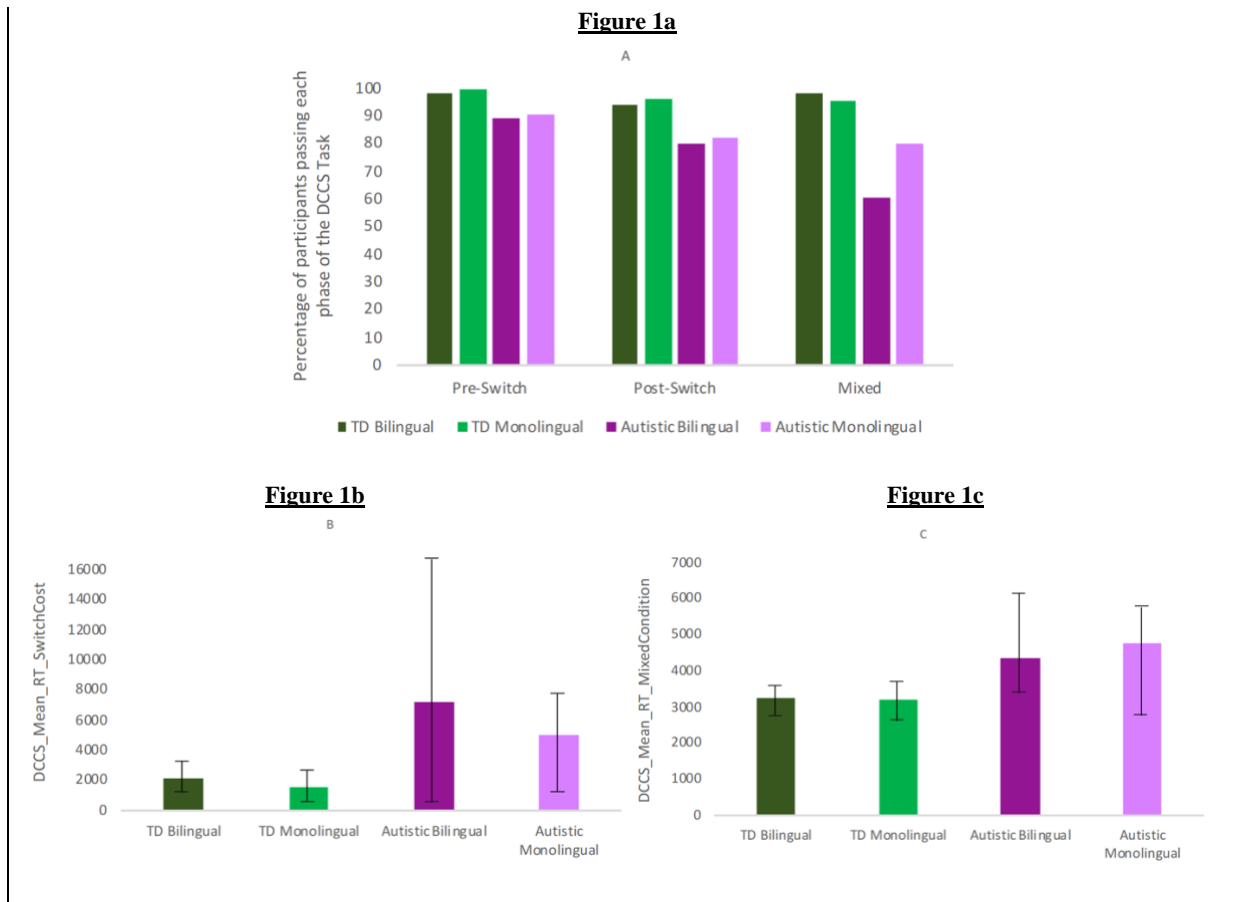 Figure 1a
A
Percentage of participants passing each
phase of the DCCS Task
100
90
80
70
60
50
40
30
20
10
0
Pre-Switch Post-Switch Mixed
TD Bilingual TD Monolingual Autistic Bilingual Autistic Monolingual
Figure 1b
B
DCCS_Mean_RT_SwitchCost
16000
14000
12000
10000
8000
6000
4000
2000
0
TD Bilingual TD Monolingual Autistic Bilingual Autistic
Monolingual
Figure 1c
C
DCCS_Mean_RT_MixedCondition
7000
6000
5000
4000
3000
2000
1000
0
TD Bilingual TD Monolingual Autistic Bilingual Autistic
Monolingual